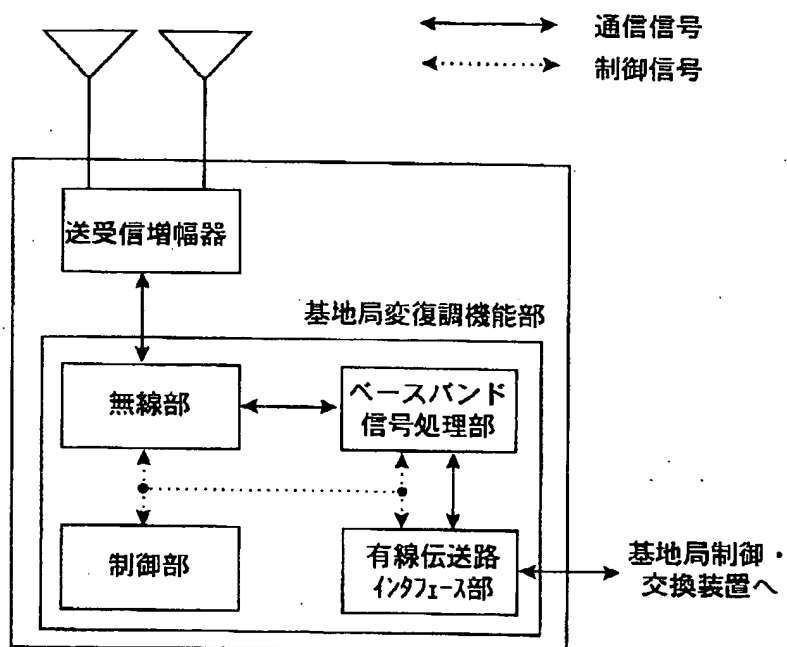 通信信号
制御信号
送受信増幅器
基地局変復調機能部
無線部
ベースバンド
信号処理部
制御部
有線伝送路
インタフェース部
基地局制御・
交換装置へ